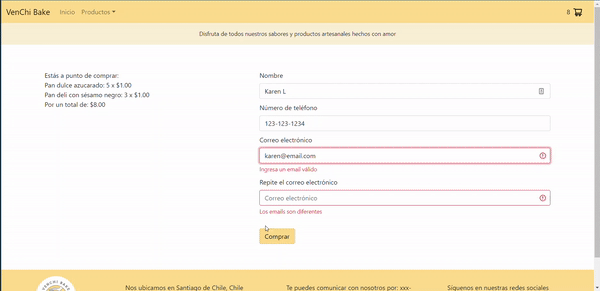 VenChi Bake Inicio Productos 8
Disfruta de todos nuestros sabores y productos artesanales hechos con amor
Estás a punto de comprar:
Pan dulce azucarado: 5 x $1.00
Pan deli con sésamo negro: 3 x $1.00
Por un total de: $8.00
Nombre
Karen L
Número de teléfono
123-123-1234
Correo electrónico
karen@email.com
Ingresa un email válido
Repite el correo electrónico
Correo electrónico
Los emails son diferentes
Comprar
VENCHI BAKE
Nos ubicamos en Santiago de Chile, Chile
Te puedes comunicar con nosotros por: xxx-
Síguenos en nuestras redes sociales